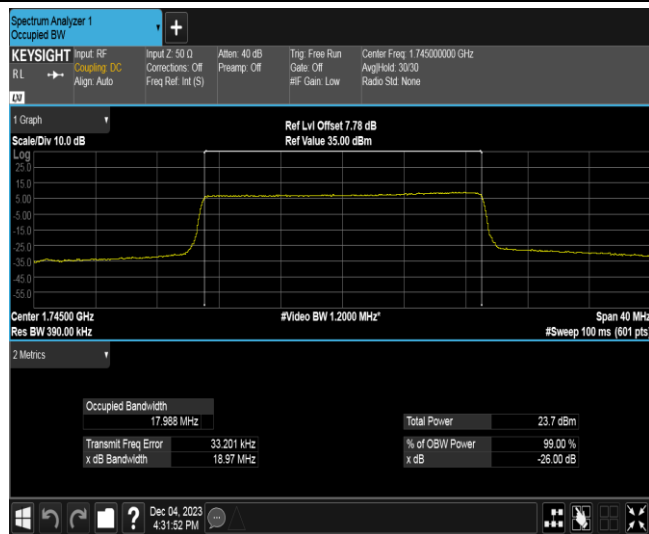 Spectrum Analyzer 1
Occupied BW
+
KEYSIGHT Input: RF Input Z: 50 Ω Atten: 40 dB Trig: Free Run Center Freq: 1.745000000 GHz
RL Coupling: DC Corrections: Off Preamp: Off Gate: Off Avg|Hold: 30/30
Align: Auto Freq Ref: Int (S) #IF Gain: Low Radio Std: None
LXI
1 Graph
Ref Lvl Offset 7.78 dB
Scale/Div 10.0 dB Ref Value 35.00 dBm
Log
25.0
15.0
5.00
-5.00
-15.0
-25.0
-35.0
-45.0
-55.0
Center 1.74500 GHz #Video BW 1.2000 MHz* Span 40 MHz
Res BW 390.00 kHz #Sweep 100 ms (601 pts)
2 Metrics
Occupied Bandwidth
17.988 MHz Total Power 23.7 dBm
Transmit Freq Error 33.201 kHz % of OBW Power 99.00 %
x dB Bandwidth 18.97 MHz x dB -26.00 dB
? Dec 04, 2023
4:31:52 PM